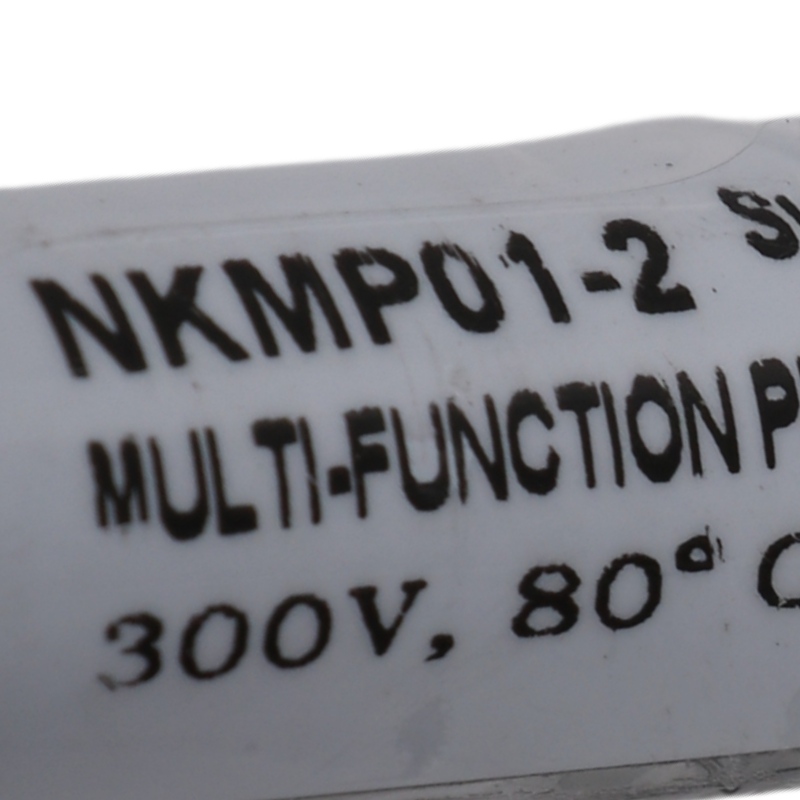 NKMP01-2
MULTI-FUNCTION
300V, 80°